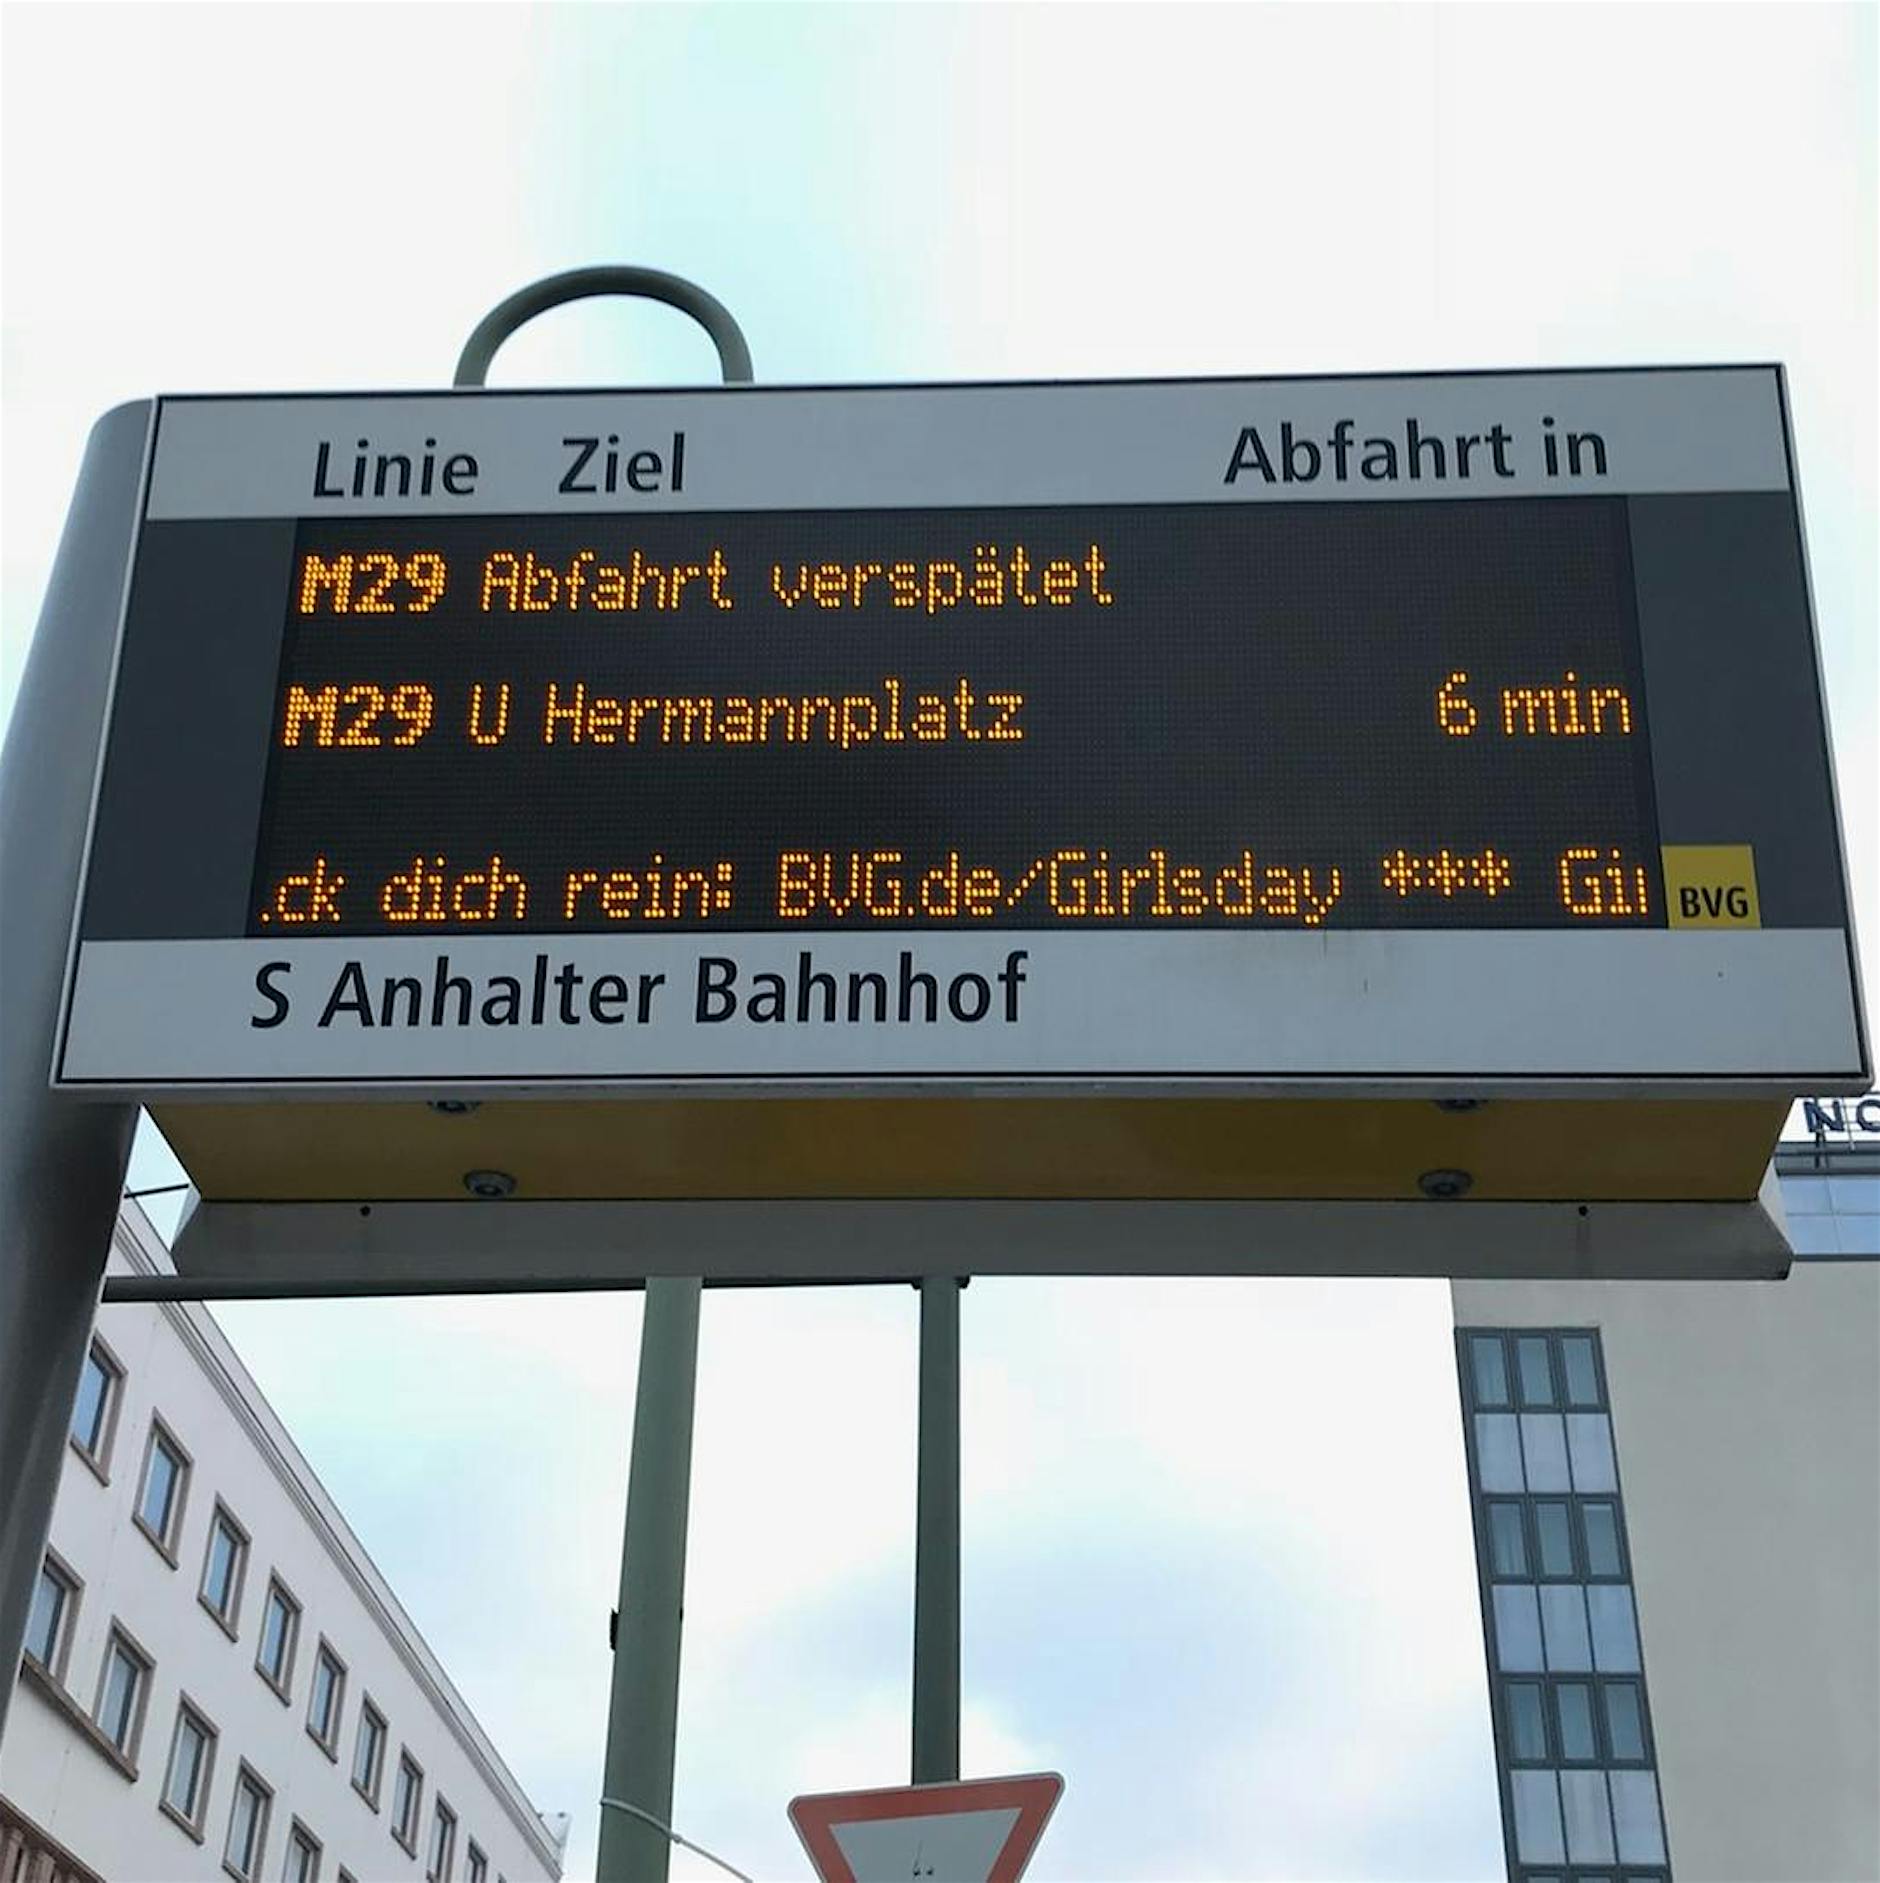 Linie Ziel Abfahrt in
M29 Abfahrt verspätet
M29 U Hermannplatz 6 min
.ck dich rein: BVG.de/Girlsday *** Gi
BVG
S Anhalter Bahnhof
NO